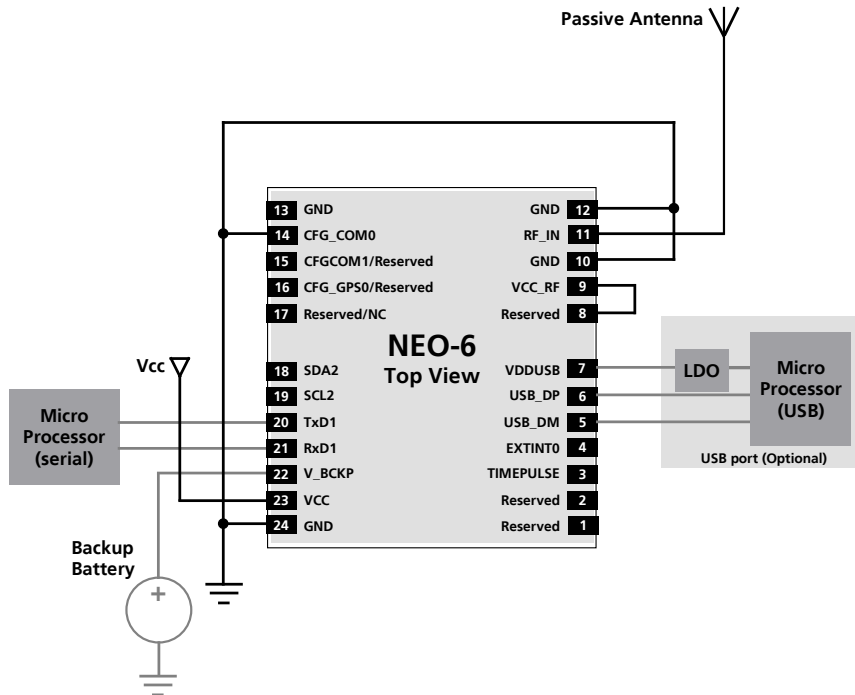 Passive Antenna
13 GND
14 CFG_COM0
15 CFGCOM1/Reserved
16 CFG_GPS0/Reserved
17 Reserved/NC
18 SDA2
19 SCL2
20 TxD1
21 RxD1
22 V_BCKP
23 VCC
24 GND
NEO-6
Top View
GND 12
RF_IN 11
GND 10
VCC_RF 9
Reserved 8
VDDUSB 7
USB_DP 6
USB_DM 5
EXTINT0 4
TIMEPULSE 3
Reserved 2
Reserved 1
Vcc
Micro
Processor
(serial)
Backup
Battery
+
LDO
Micro
Processor
(USB)
USB port (Optional)